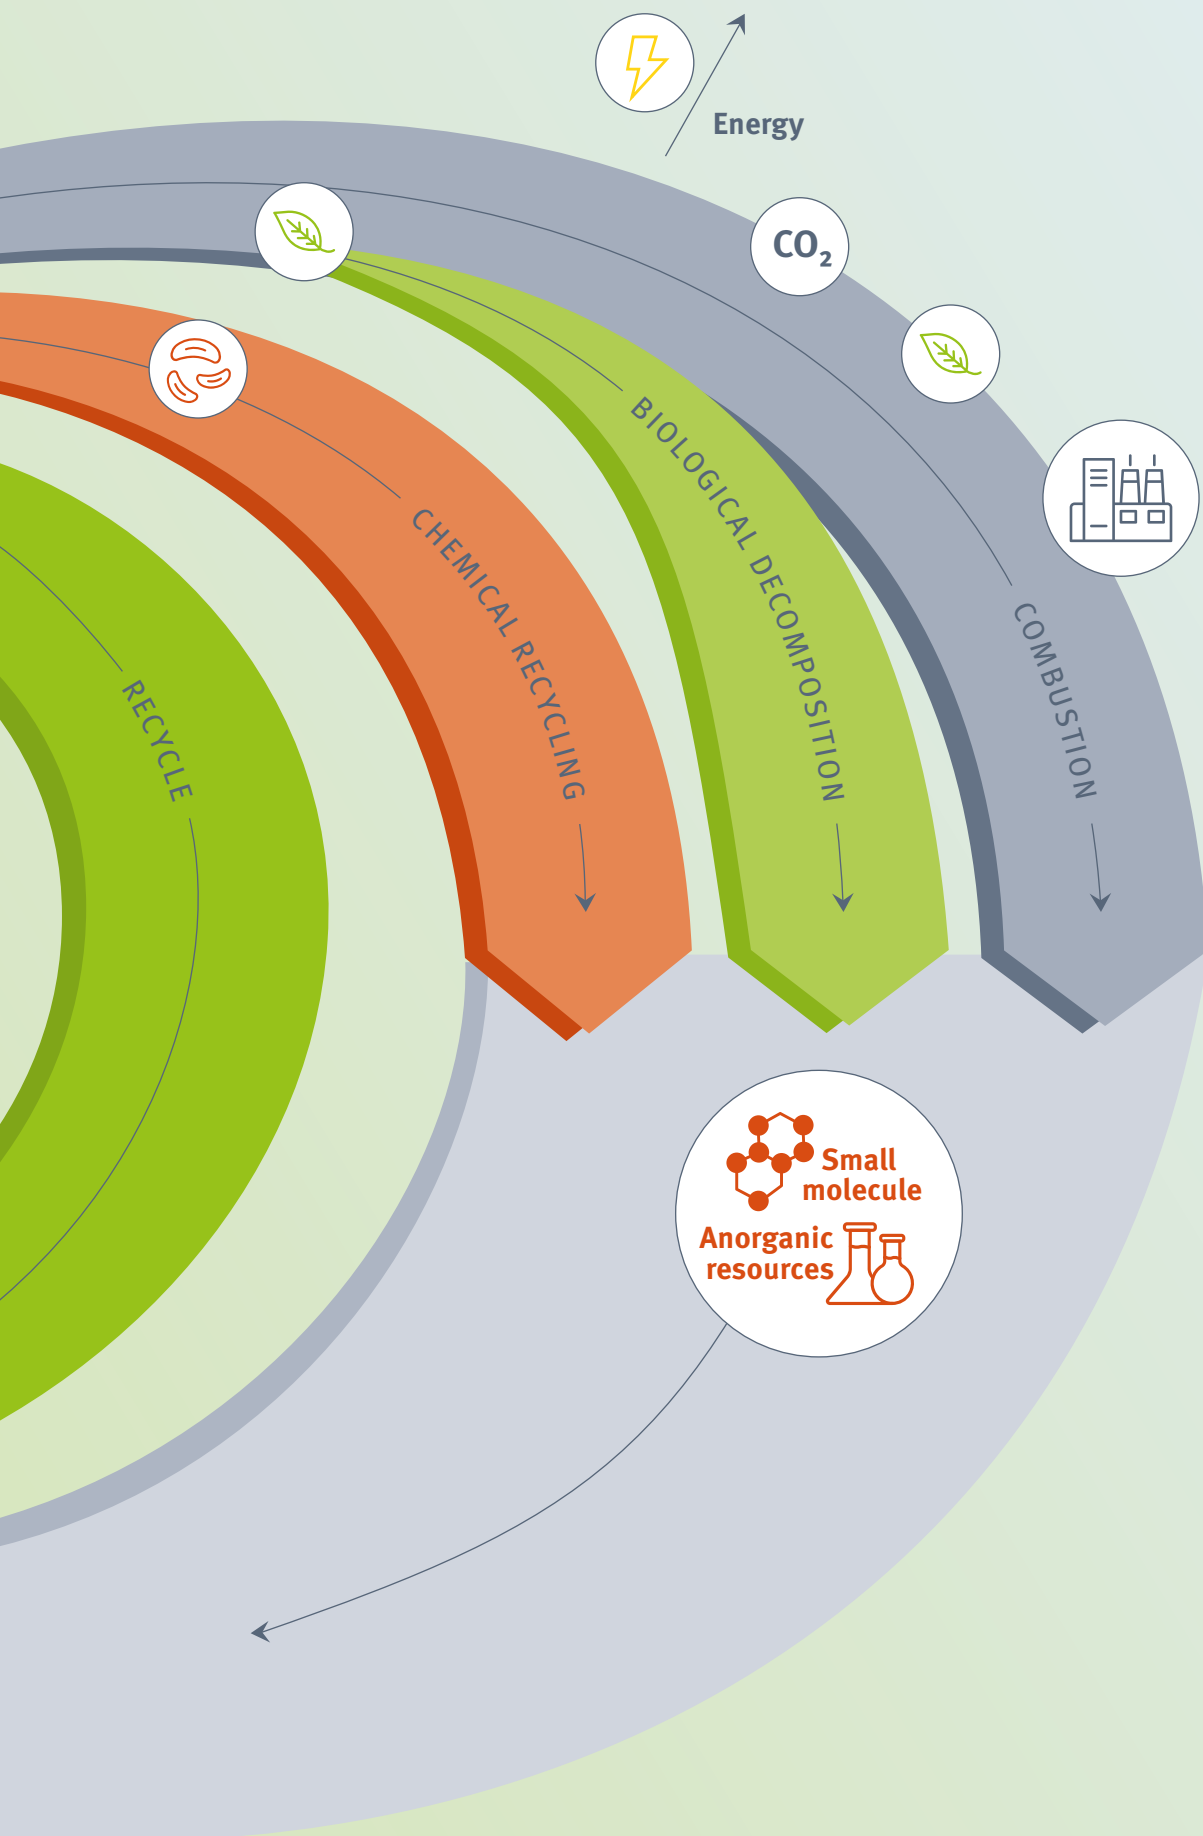 Energy
CO₂
BIOLOGICAL DECOMPOSITION
CHEMICAL RECYCLING
COMBUSTION
RECYCLE
Small
molecule
Anorganic
resources